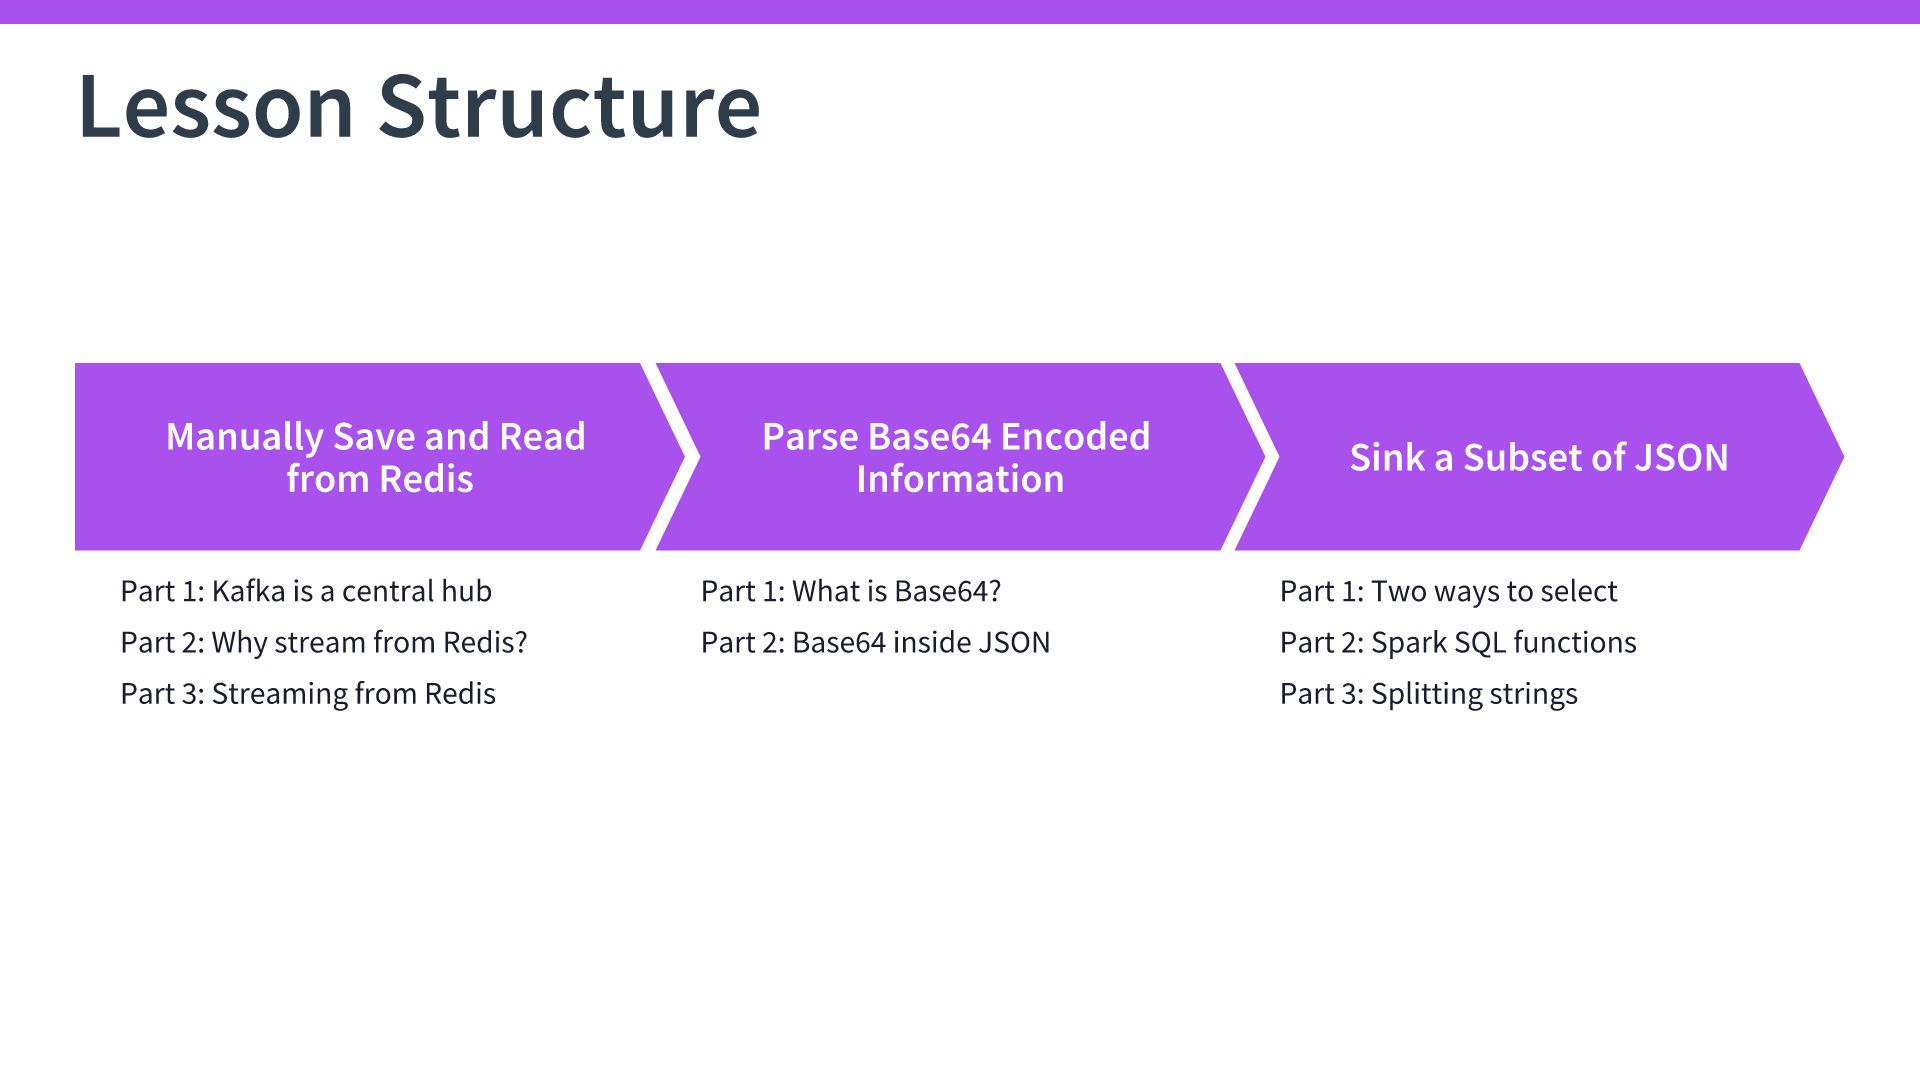 Lesson Structure
Manually Save and Read
from Redis
Part 1: Kafka is a central hub
Part 2: Why stream from Redis?
Part 3: Streaming from Redis
Parse Base64 Encoded
Information
Part 1: What is Base64?
Part 2: Base64 inside JSON
Sink a Subset of JSON
Part 1: Two ways to select
Part 2: Spark SQL functions
Part 3: Splitting strings